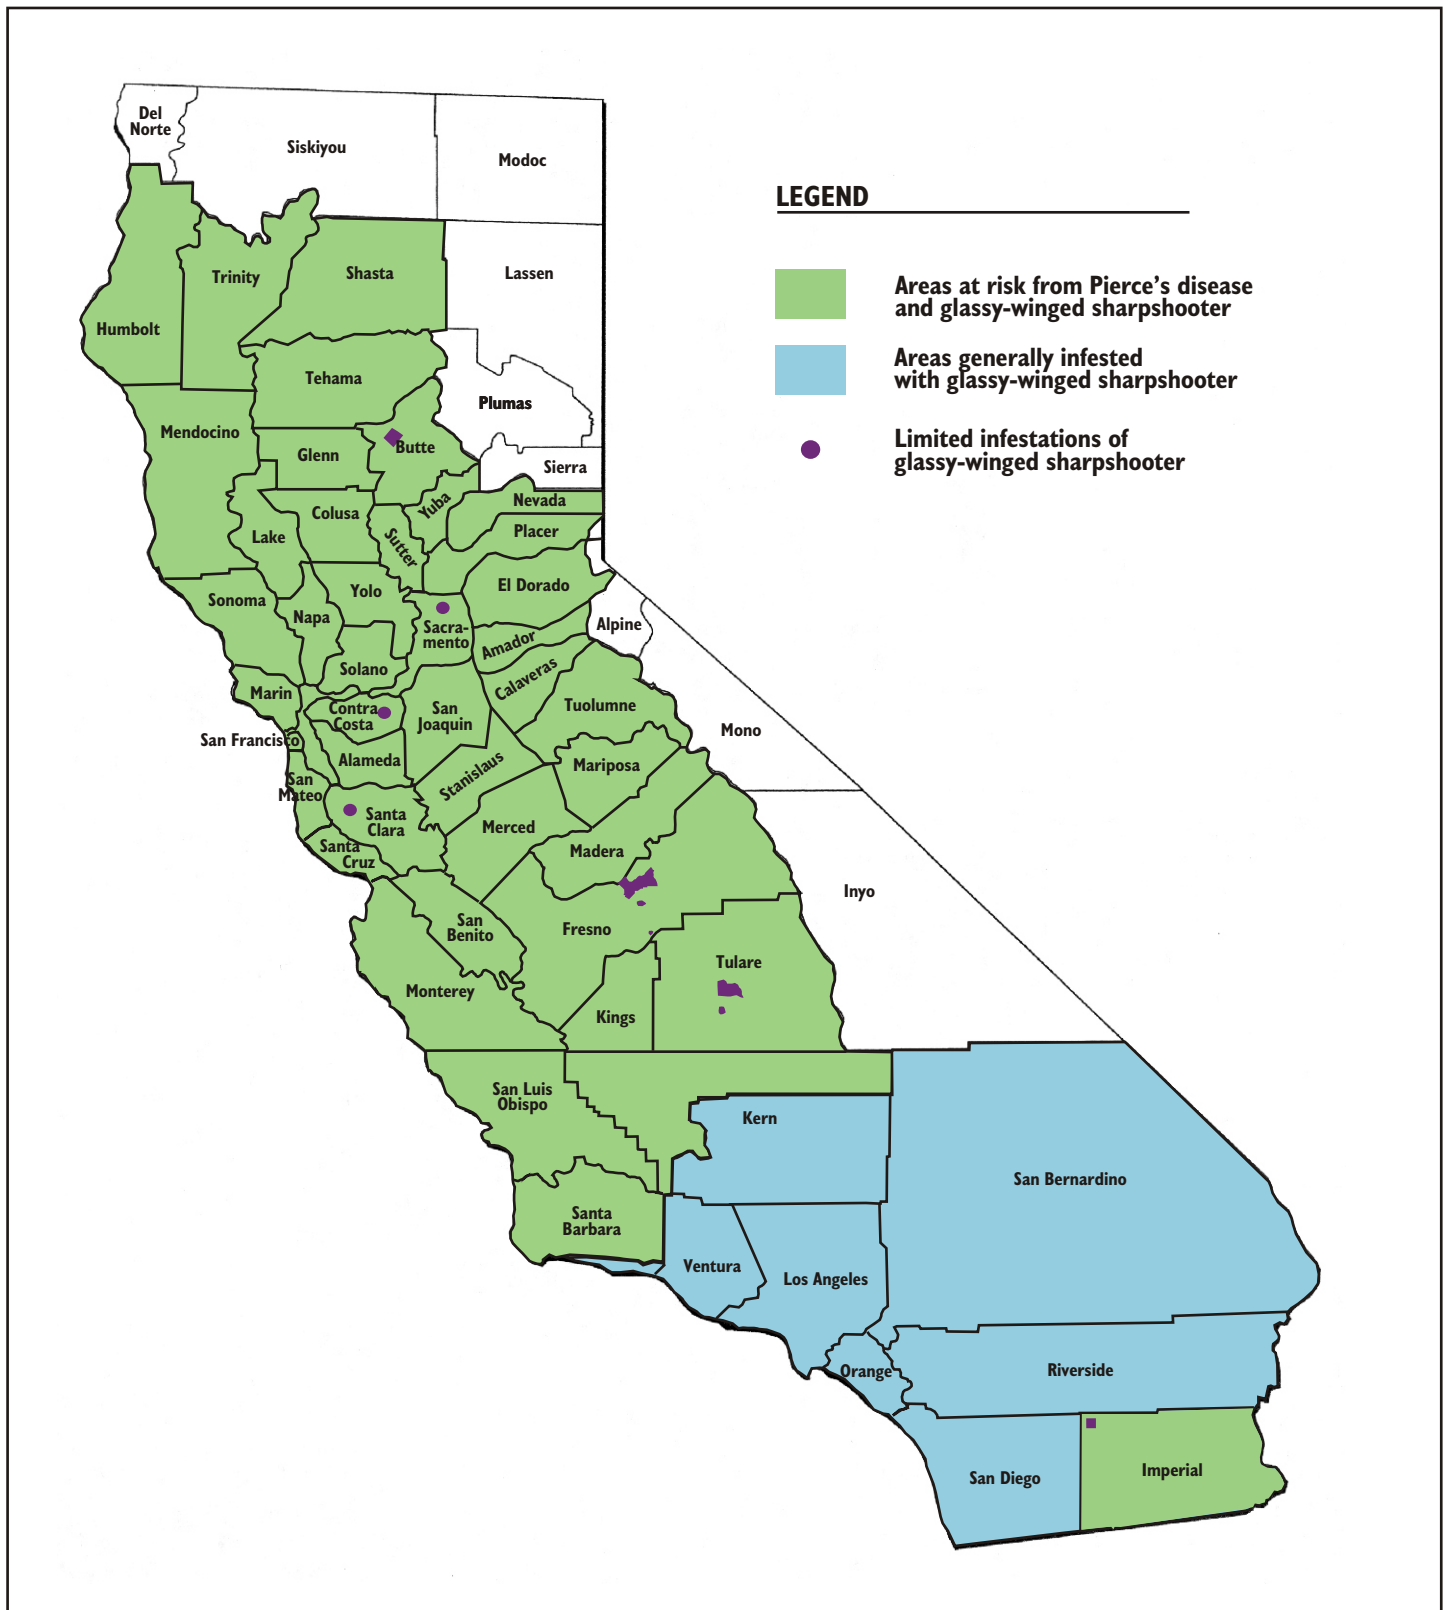 Del
Norte
Siskiyou
Modoc
LEGEND
Areas at risk from Pierce's disease
and glassy-winged sharpshooter
Areas generally infested
with glassy-winged sharpshooter
Limited infestations of
glassy-winged sharpshooter
Trinity
Shasta
Lassen
Humbolt
Tehama
Plumas
Mendocino
Glenn
Butte
Sierra
Nevada
Yuba
Colusa
Placer
Lake
Sutter
El Dorado
Yolo
Sonoma
Napa
Sacra-
mento
Alpine
Amador
Solano
Calaveras
Marin
Contra
Costa
San
Joaquin
Tuolumne
Mono
San Francisco
Alameda
Mariposa
Stanislaus
San
Mateo
Santa
Clara
Merced
Santa
Cruz
Madera
Inyo
San
Benito
Fresno
Tulare
Monterey
Kings
San Luis
Obispo
Kern
San Bernardino
Santa
Barbara
Ventura
Los Angeles
Orange
Riverside
San Diego
Imperial